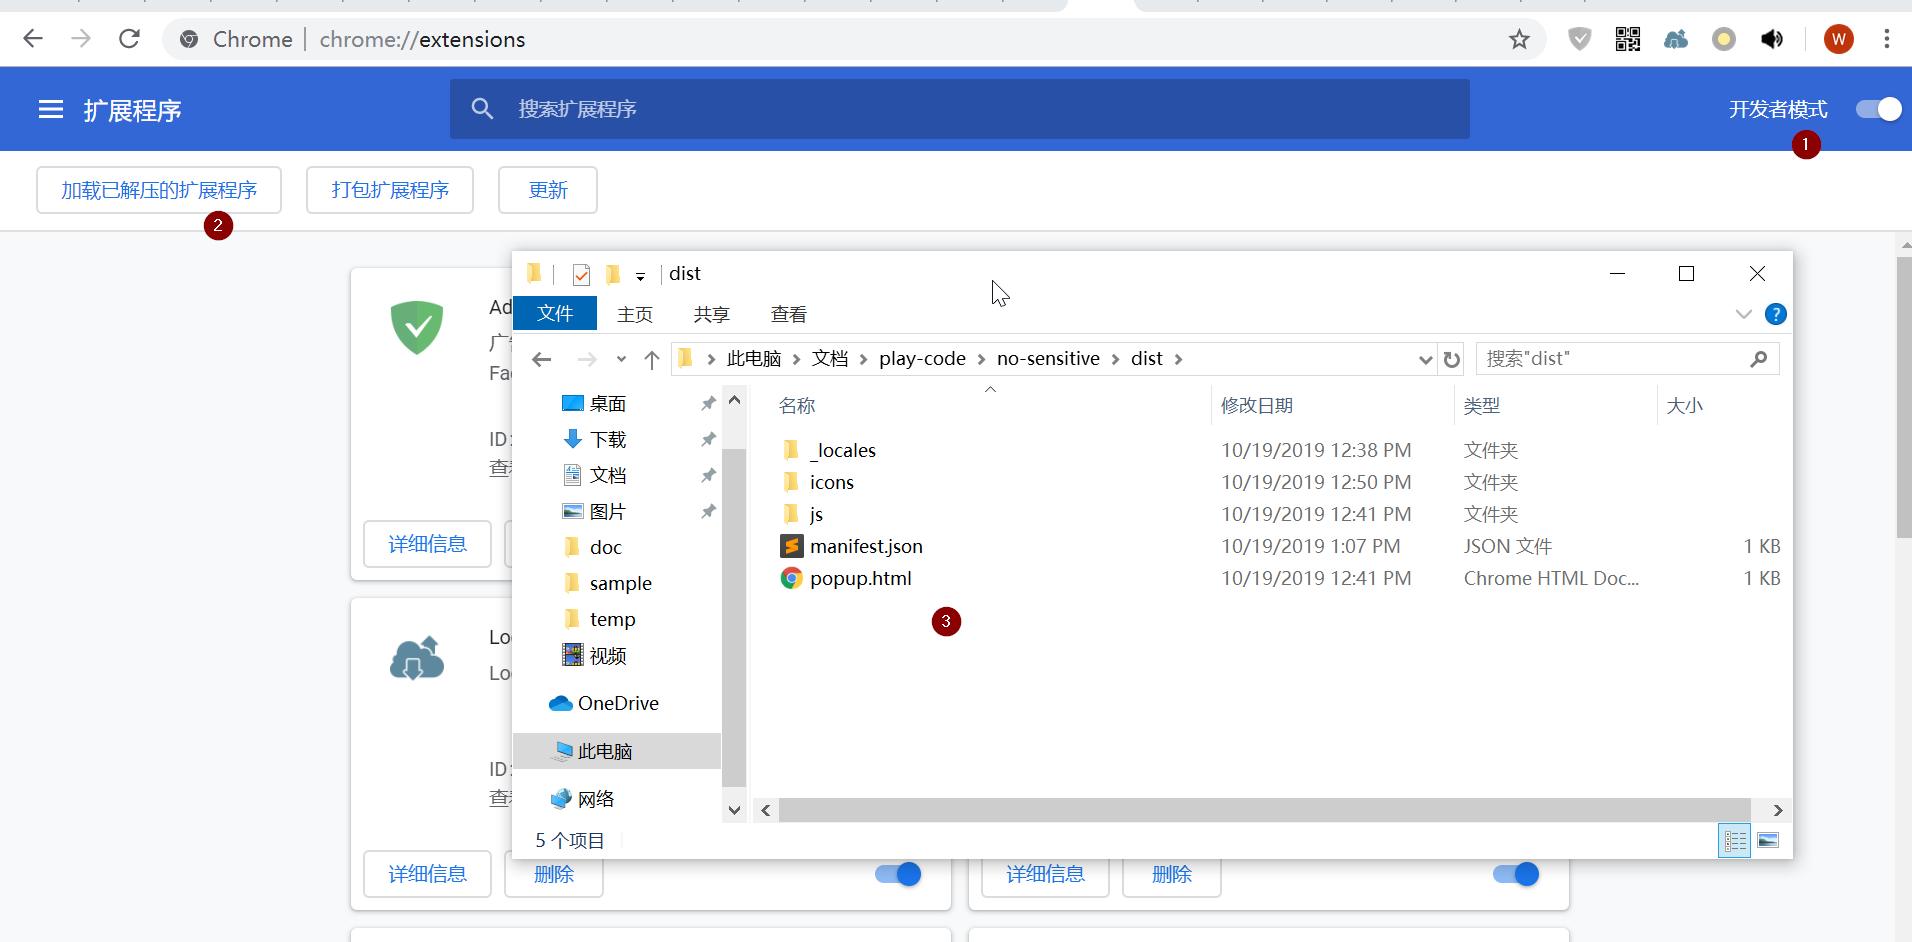 Chrome
chrome://extensions
W
扩展程序
搜索扩展程序
开发者模式
1
加载已解压的扩展程序
打包扩展程序
更新
2
Ad
广
Fac
ID:
查
详细信息
Lo
Lo
ID:
查
详细信息
删除
详细信息
删除
dist
文件
主页
共享
查看
?
此电脑
文档
play-code
no-sensitive
dist
搜索"dist"
名称
修改日期
类型
大小
桌面
下载
文档
图片
doc
sample
temp
视频
OneDrive
此电脑
网络
_locales 10/19/2019 12:38 PM 文件夹
icons 10/19/2019 12:50 PM 文件夹
js 10/19/2019 12:41 PM 文件夹
manifest.json 10/19/2019 1:07 PM JSON 文件 1 KB
popup.html 10/19/2019 12:41 PM Chrome HTML Doc... 1 KB
3
5 个项目